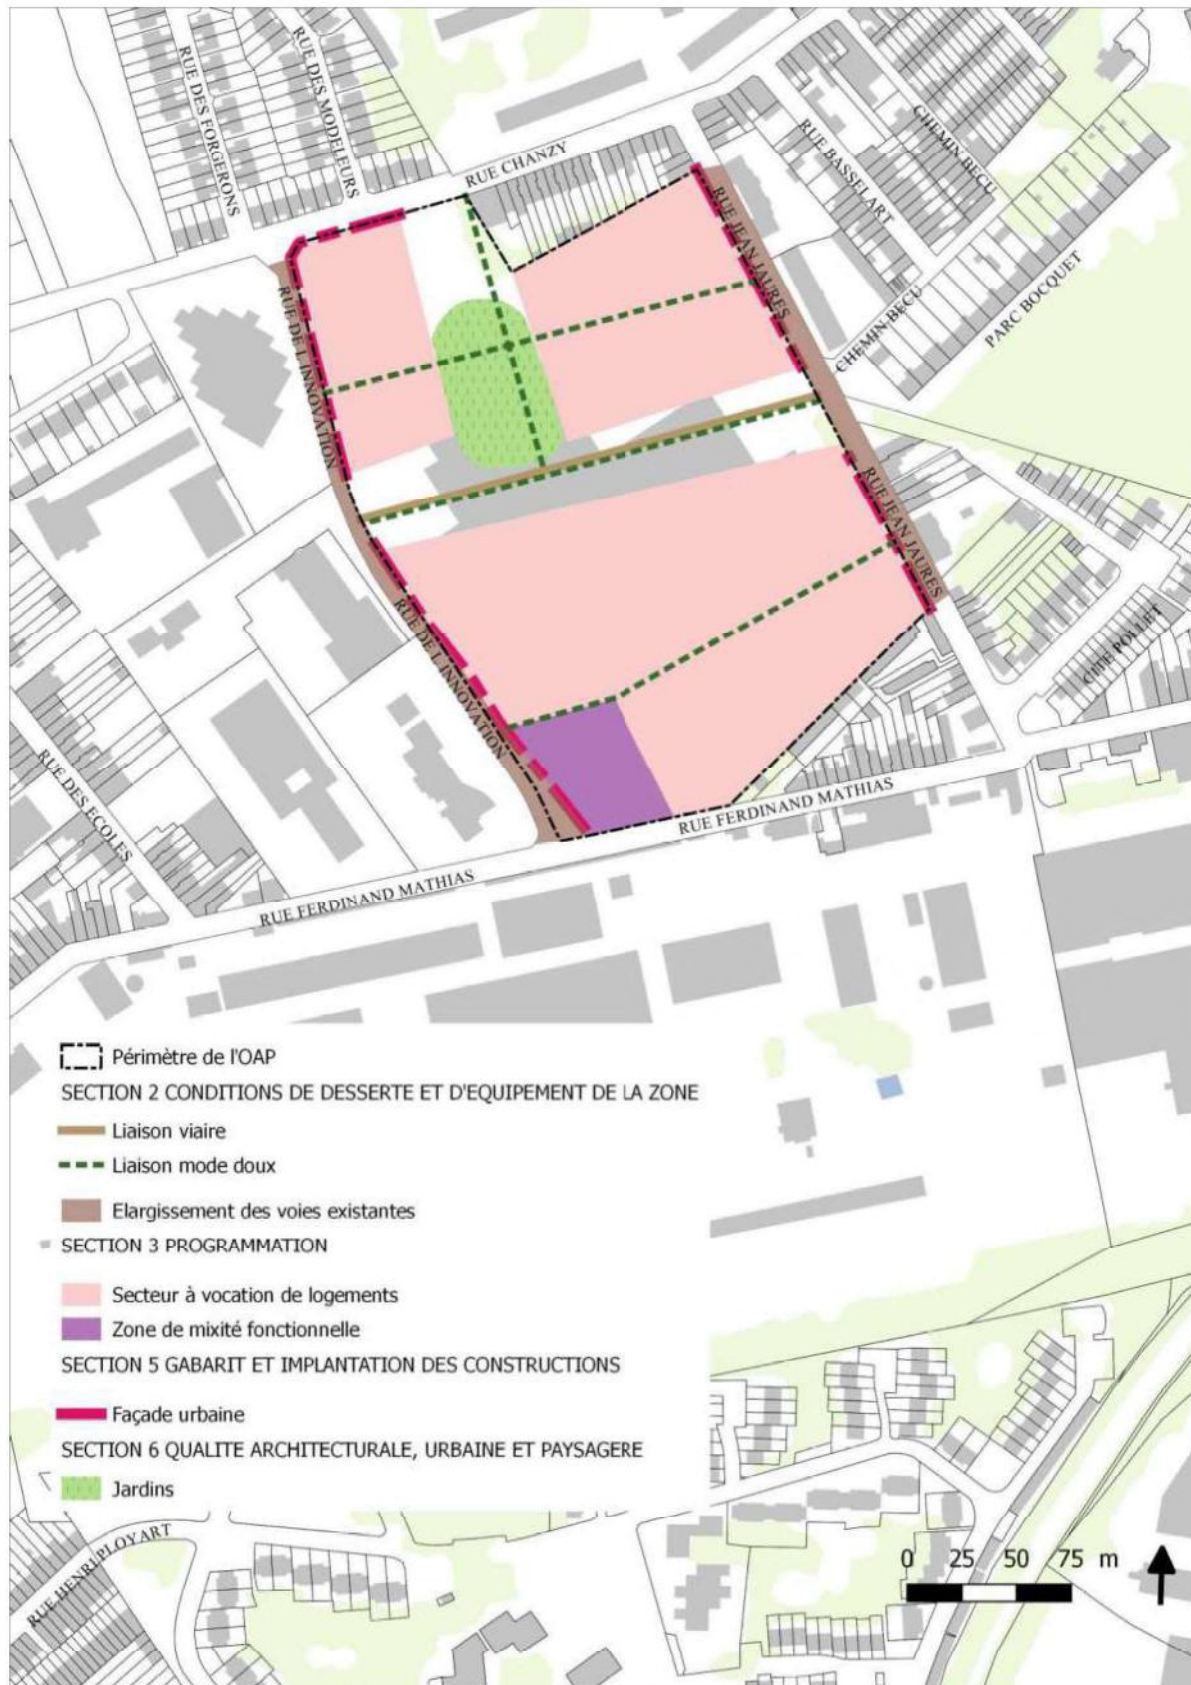 RUE DES FORGERONS
RUE DES MODELEURS
RUE CHANZY
RUE BASSELART
CHEMIN BECU
CHEMIN BECU
PARC BOCQUET
RUE JEAN JAURES
RUE DE L INNOVATION
RUE JEAN JAURES
RUE DE L INNOVATION
CITE POULET
RUE DES ECOLES
RUE FERDINAND MATHIAS
RUE FERDINAND MATHIAS
Périmètre de l'OAP
SECTION 2 CONDITIONS DE DESSERTE ET D'EQUIPEMENT DE LA ZONE
Liaison viaire
Liaison mode doux
Elargissement des voies existantes
SECTION 3 PROGRAMMATION
Secteur à vocation de logements
Zone de mixité fonctionnelle
SECTION 5 GABARIT ET IMPLANTATION DES CONSTRUCTIONS
Façade urbaine
SECTION 6 QUALITE ARCHITECTURALE, URBAINE ET PAYSAGERE
Jardins
RUE HENRI PLOYART
0 25 50 75 m